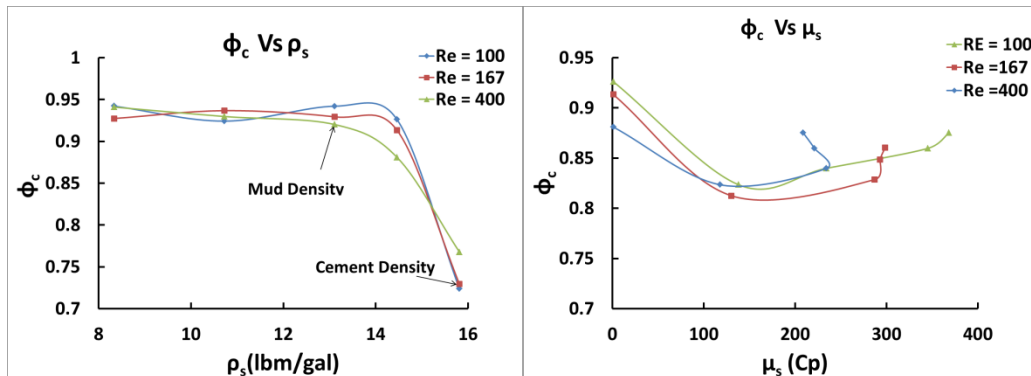 ϕc Vs ρs
Re = 100
Re = 167
Re = 400
1
0.95
0.9
0.85
0.8
0.75
0.7
ϕc
Mud Density
Cement Density
8
10
12
14
16
ρs(lbm/gal)
ϕc Vs μs
RE = 100
Re =167
Re =400
0.95
0.9
0.85
0.8
0.75
0.7
ϕc
0
100
200
300
400
μs (Cp)